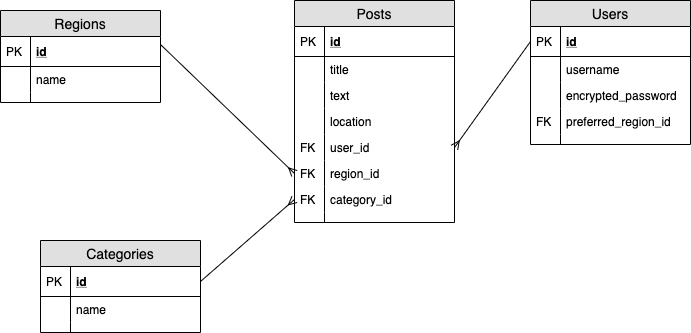 Regions
PK id
name
Posts
PK id
title
text
location
FK user_id
FK region_id
FK category_id
Users
PK id
username
encrypted_password
FK preferred_region_id
Categories
PK id
name